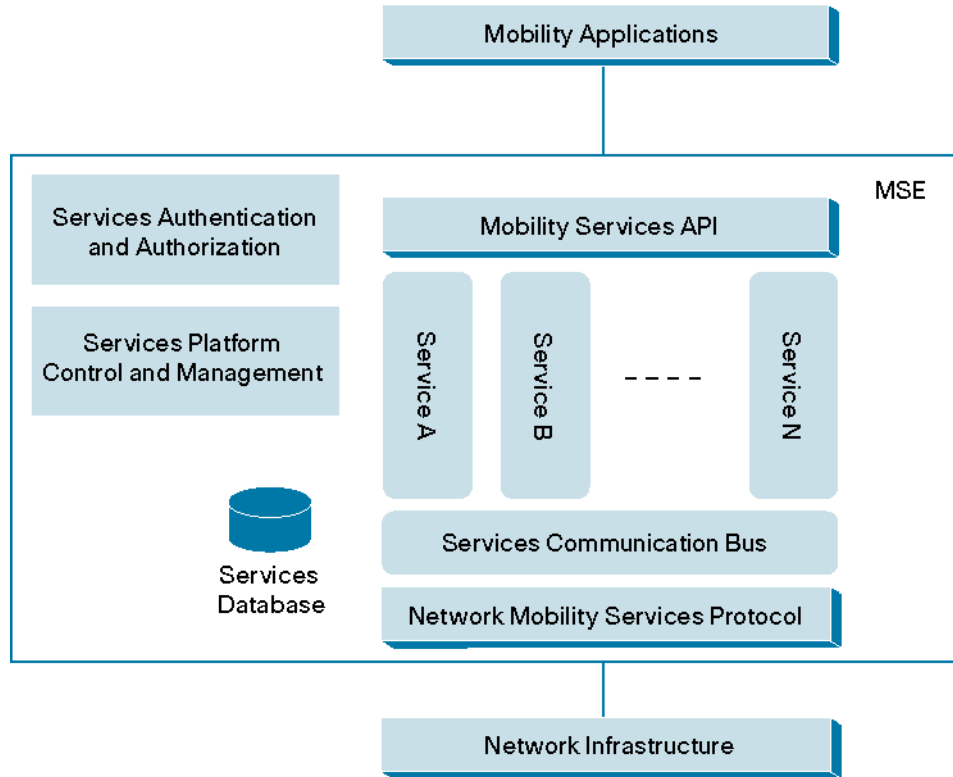 Mobility Applications
MSE
Services Authentication
and Authorization
Mobility Services API
Services Platform
Control and Management
Service A
Service B
Service N
Services Communication Bus
Services
Database
Network Mobility Services Protocol
Network Infrastructure